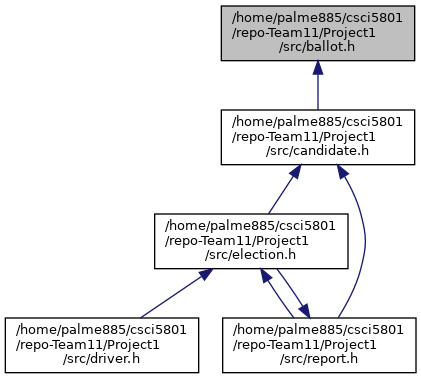 /home/palme885/csci5801
/repo-Team11/Project1
/src/ballot.h
/home/palme885/csci5801
/repo-Team11/Project1
/src/candidate.h
/home/palme885/csci5801
/repo-Team11/Project1
/src/election.h
/home/palme885/csci5801
/repo-Team11/Project1
/src/driver.h
/home/palme885/csci5801
/repo-Team11/Project1
/src/report.h